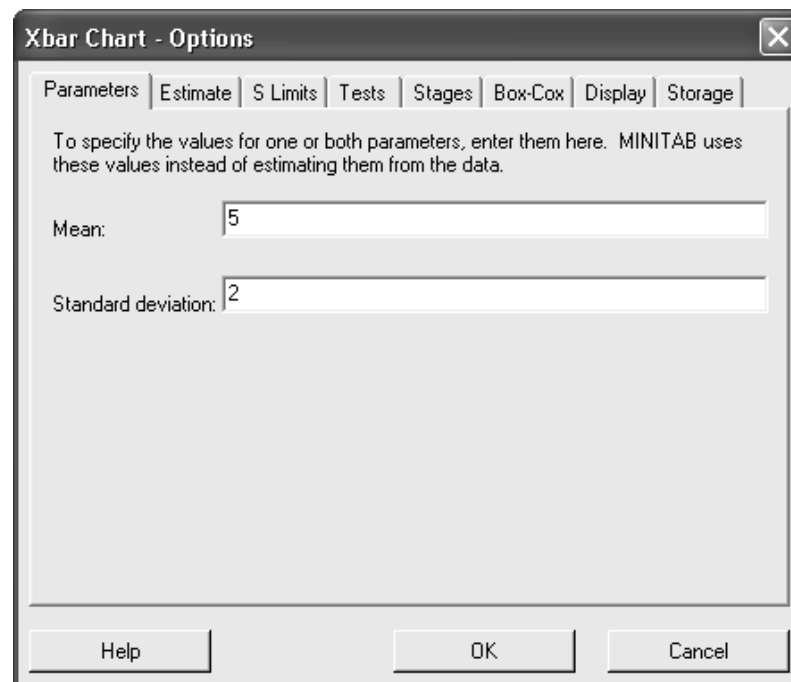 Xbar Chart - Options
Parameters Estimate S Limits Tests Stages Box-Cox Display Storage
To specify the values for one or both parameters, enter them here. MINITAB uses
these values instead of estimating them from the data.
Mean: 5
Standard deviation: 2
Help OK Cancel